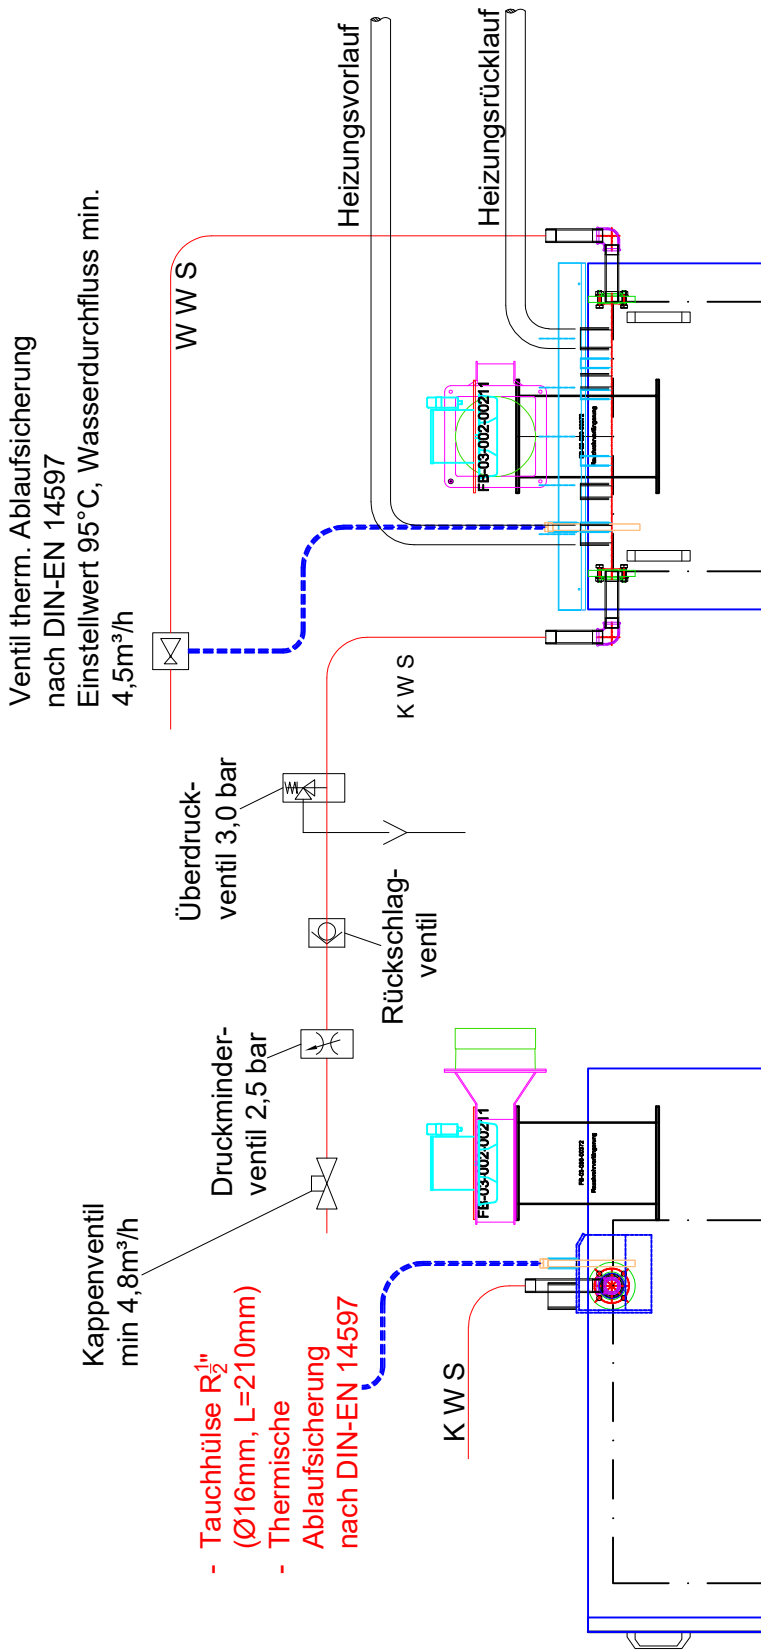 Ventil therm. Ablaufsicherung
nach DIN-EN 14597
Einstellwert 95°C, Wasserdurchfluss min.
4,5m³/h
W W S
Heizungsvorlauf
Heizungsrücklauf
K W S
Überdruck-
ventil 3,0 bar
Rückschlag-
ventil
Druckminder-
ventil 2,5 bar
Kappenventil
min 4,8m³/h
- Tauchhülse R½"
(Ø16mm, L=210mm)
- Thermische
Ablaufsicherung
nach DIN-EN 14597
K W S
FB-03-002-00211
FB-03-002-00211